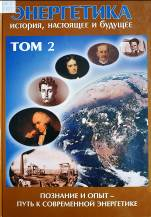 ЭНЕРГЕТИКА
ИСТОРИЯ, НАСТОЯЩЕЕ И БУДУЩЕЕ
ТОМ 2
ПОЗНАНИЕ И ОПЫТ –
ПУТЬ К СОВРЕМЕННОЙ ЭНЕРГЕТИКЕ